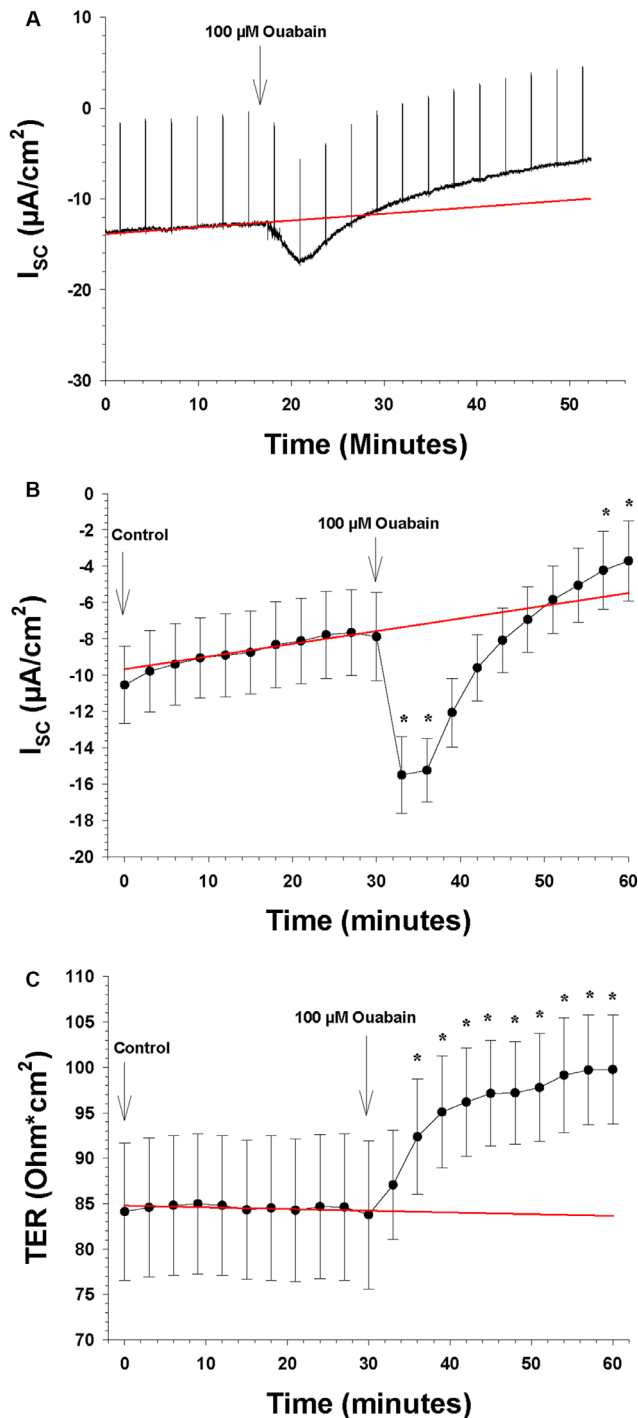 A
100 µM Ouabain
10
0
-10
-20
-30
I_SC (µA/cm²)
0 10 20 30 40 50
Time (Minutes)
B
Control
100 µM Ouabain
0
-2
-4
-6
-8
-10
-12
-14
-16
-18
-20
I_SC (µA/cm²)
* * * *
0 10 20 30 40 50 60
Time (minutes)
C
Control
100 µM Ouabain
110
105
100
95
90
85
80
75
70
TER (Ohm*cm²)
* * * * * * * * *
0 10 20 30 40 50 60
Time (minutes)